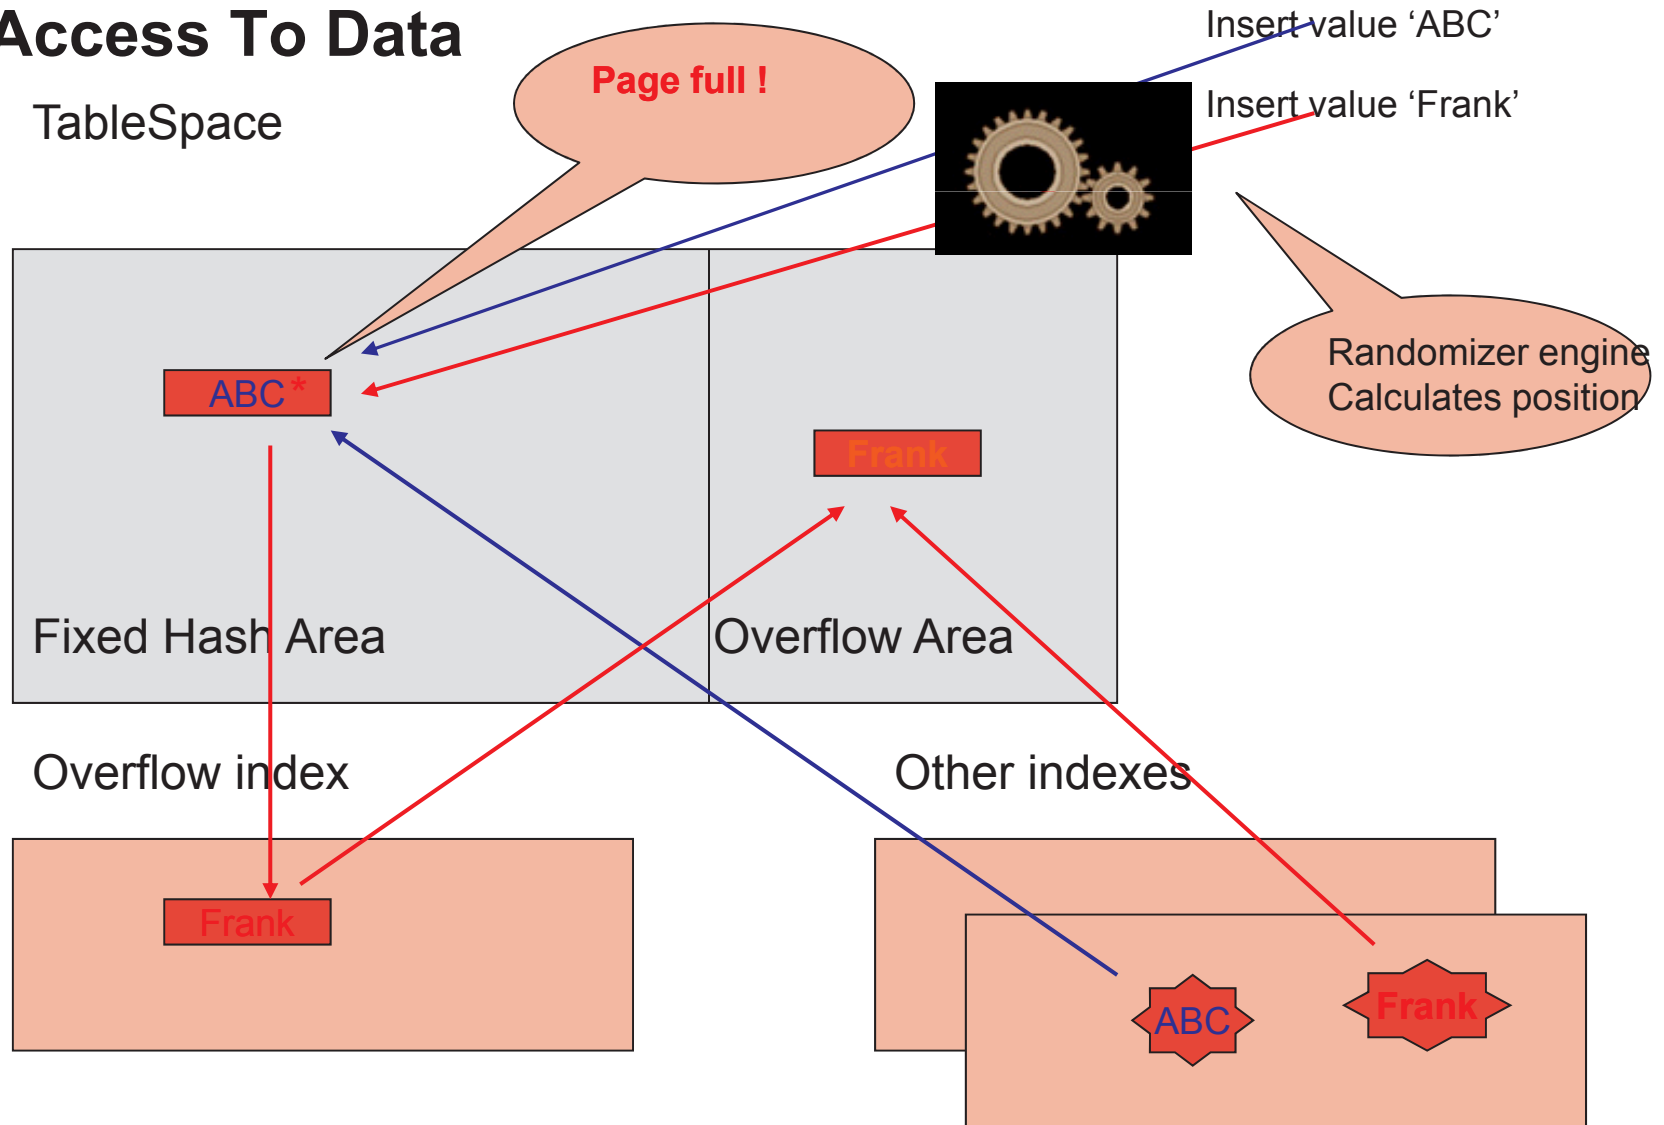 Access To Data
Insert value ‘ABC’
Page full !
Insert value ‘Frank’
TableSpace
Randomizer engine
Calculates position
ABC*
Frank
Fixed Hash Area
Overflow Area
Overflow index
Other indexes
Frank
ABC
Frank